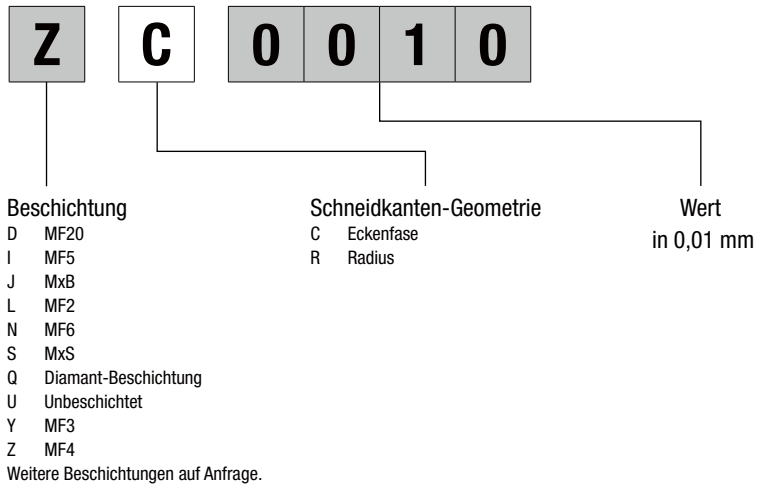 Z C 0 0 1 0
Beschichtung
D MF20
I MF5
J MxB
L MF2
N MF6
S MxS
Q Diamant-Beschichtung
U Unbeschichtet
Y MF3
Z MF4
Weitere Beschichtungen auf Anfrage.
Schneidkanten-Geometrie
C Eckenfase
R Radius
Wert
in 0,01 mm